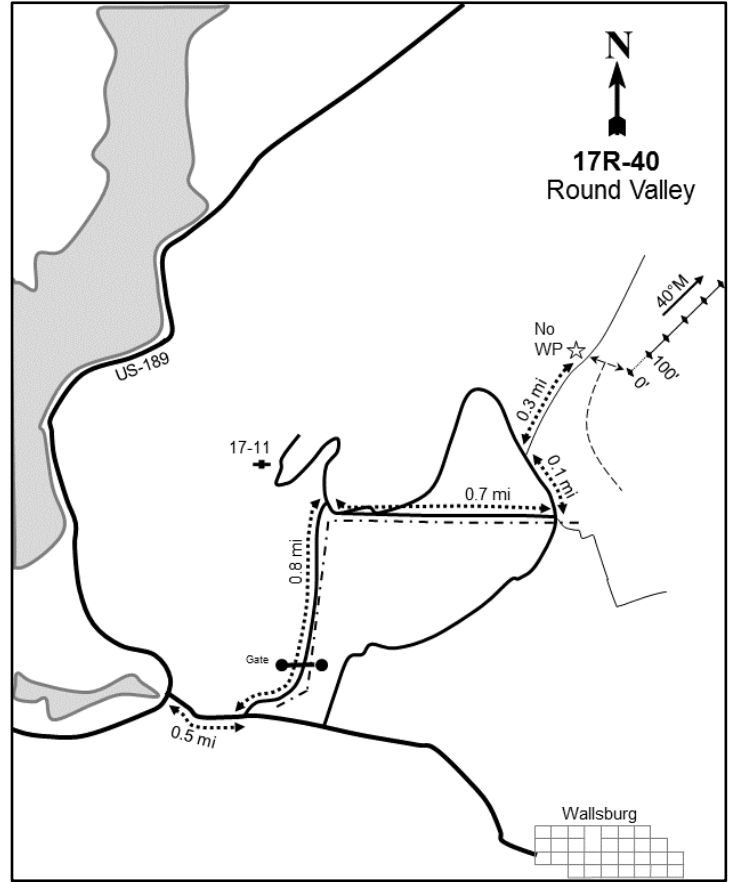 N
17R-40
Round Valley
US-189
40°M
No
WP
0'
100'
0.3 mi
17-11
0.1 mi
0.7 mi
0.8 mi
Gate
0.5 mi
Wallsburg